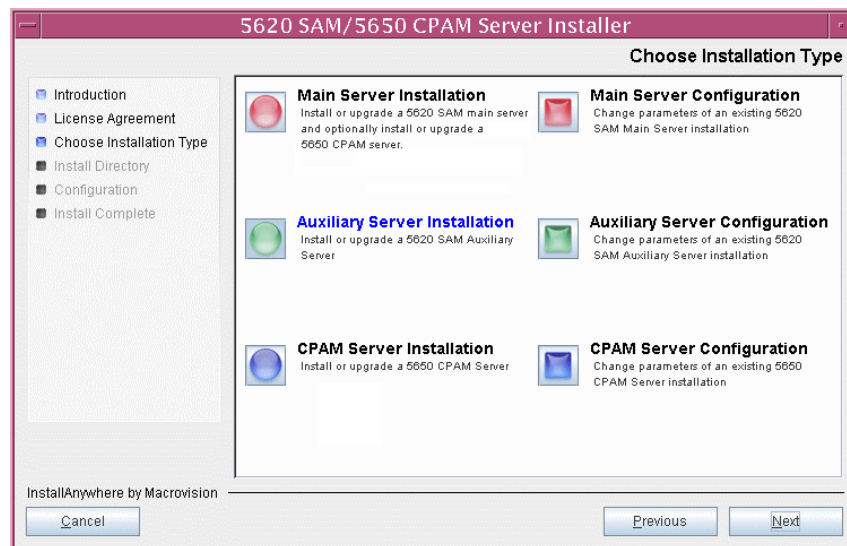 5620 SAM/5650 CPAM Server Installer
Choose Installation Type
Introduction
License Agreement
Choose Installation Type
Install Directory
Configuration
Install Complete
Main Server Installation
Install or upgrade a 5620 SAM main server
and optionally install or upgrade a
5650 CPAM server.
Main Server Configuration
Change parameters of an existing 5620
SAM Main Server installation
Auxiliary Server Installation
Install or upgrade a 5620 SAM Auxiliary
Server
Auxiliary Server Configuration
Change parameters of an existing 5620
SAM Auxiliary Server installation
CPAM Server Installation
Install or upgrade a 5650 CPAM Server
CPAM Server Configuration
Change parameters of an existing 5650
CPAM Server installation
InstallAnywhere by Macrovision
Cancel
Previous
Next